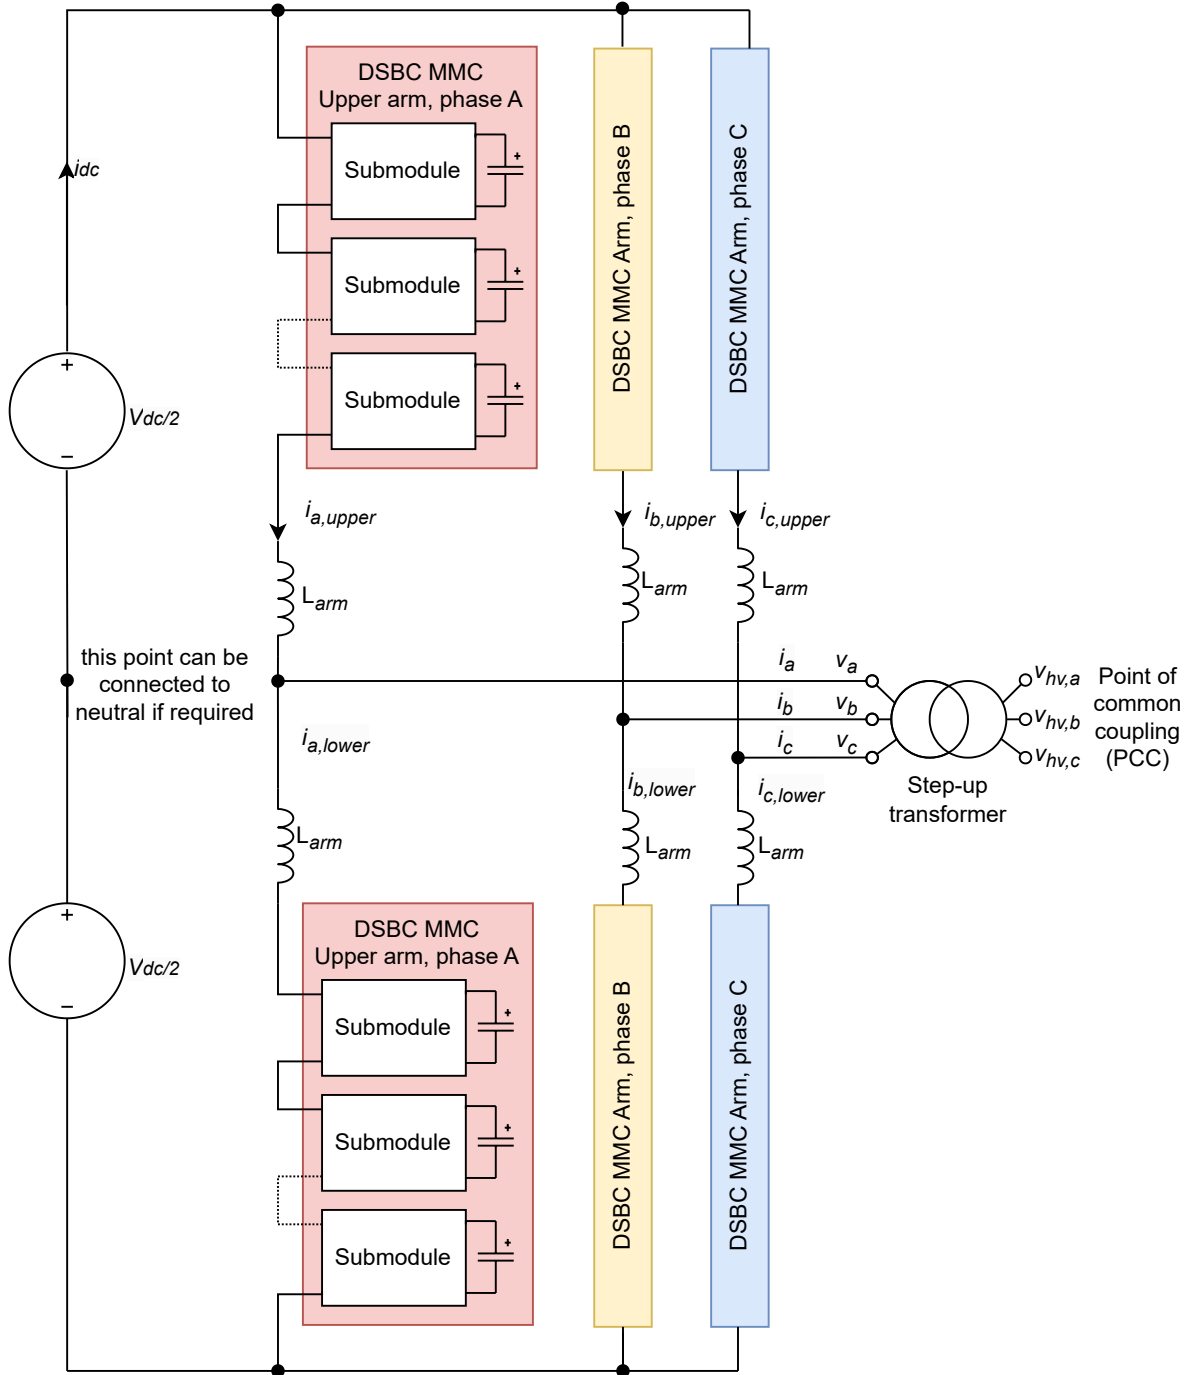 DSBC MMC
Upper arm, phase A
Submodule
+
Submodule
+
Submodule
+
DSBC MMC Arm, phase B
DSBC MMC Arm, phase C
idc
+
Vdc/2
−
ia,upper
ib,upper
ic,upper
Larm
Larm
Larm
this point can be
connected to
neutral if required
ia
va
ib
vb
ic
vc
vhv,a
vhv,b
vhv,c
Point of
common
coupling
(PCC)
Step-up
transformer
ia,lower
ib,lower
ic,lower
Larm
Larm
Larm
+
Vdc/2
−
DSBC MMC
Upper arm, phase A
Submodule
+
Submodule
+
Submodule
+
DSBC MMC Arm, phase B
DSBC MMC Arm, phase C